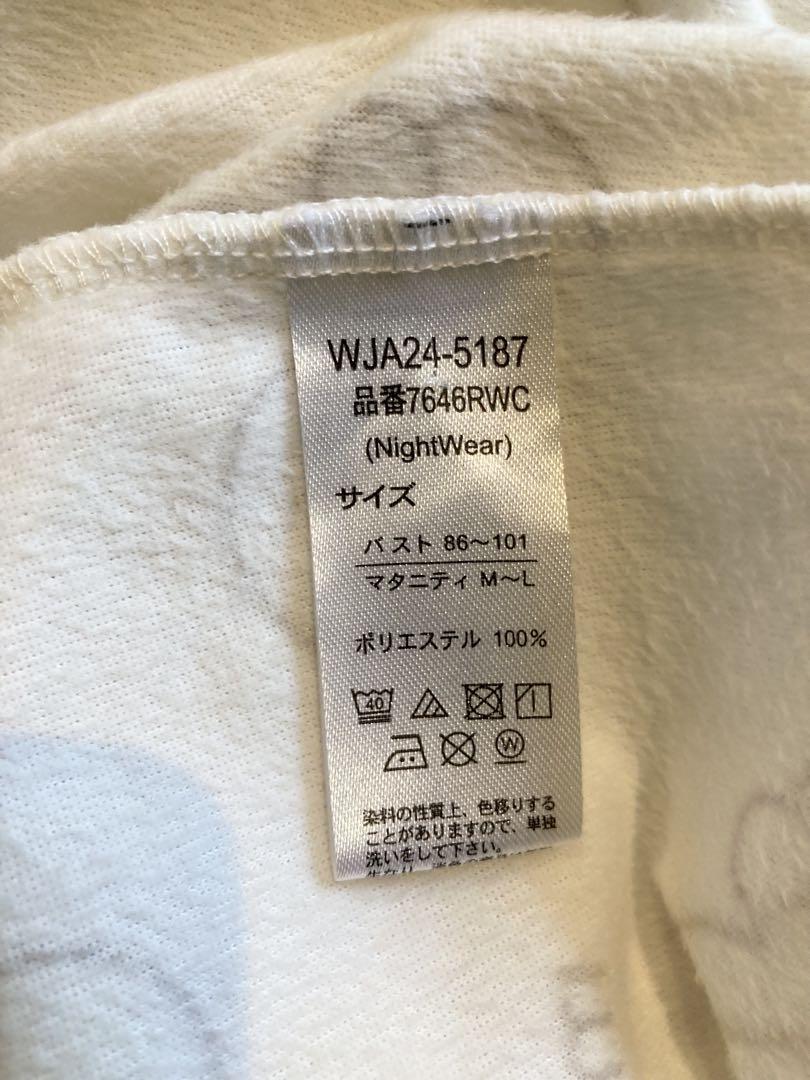 WJA24-5187
品番7646RWC
(NightWear)
サイズ
バスト 86〜101
マタニティ M〜L
ポリエステル 100%
40
W
染料の性質上、色移りする
ことがありますので、単独
洗いをして下さい。